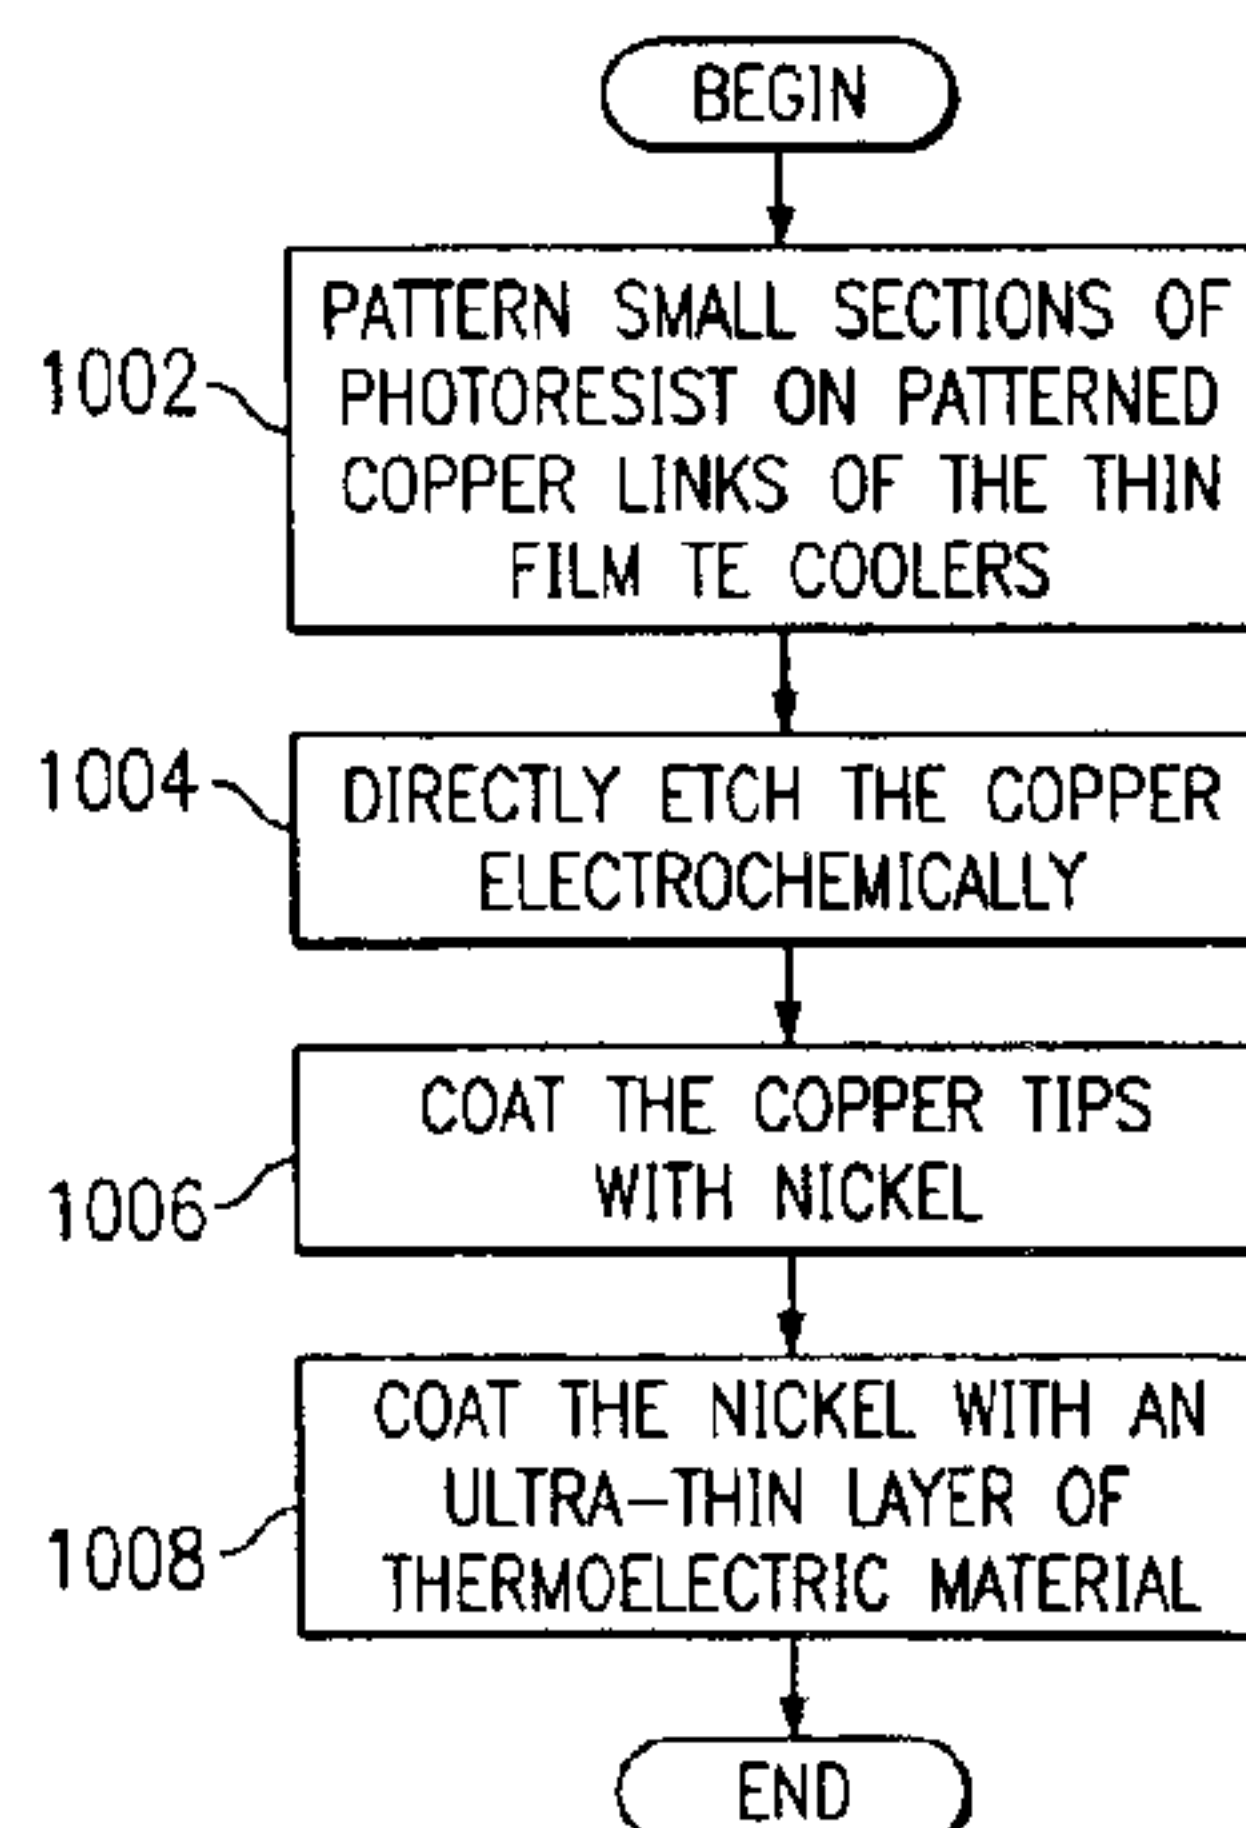 BEGIN
1002
PATTERN SMALL SECTIONS OF
PHOTORESIST ON PATTERNED
COPPER LINKS OF THE THIN
FILM TE COOLERS
1004
DIRECTLY ETCH THE COPPER
ELECTROCHEMICALLY
1006
COAT THE COPPER TIPS
WITH NICKEL
1008
COAT THE NICKEL WITH AN
ULTRA-THIN LAYER OF
THERMOELECTRIC MATERIAL
END